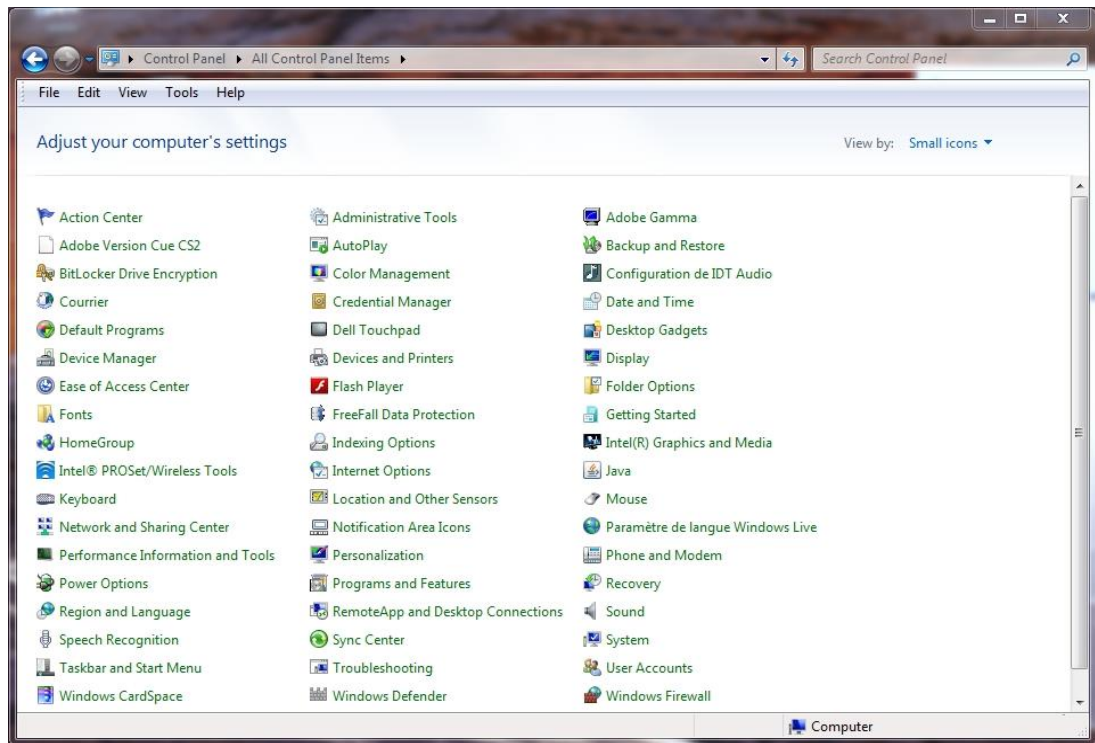 Control Panel All Control Panel Items Search Control Panel
File Edit View Tools Help
Adjust your computer's settings View by: Small icons
Action Center Administrative Tools Adobe Gamma
Adobe Version Cue CS2 AutoPlay Backup and Restore
BitLocker Drive Encryption Color Management Configuration de IDT Audio
Courrier Credential Manager Date and Time
Default Programs Dell Touchpad Desktop Gadgets
Device Manager Devices and Printers Display
Ease of Access Center Flash Player Folder Options
Fonts FreeFall Data Protection Getting Started
HomeGroup Indexing Options Intel(R) Graphics and Media
Intel® PROSet/Wireless Tools Internet Options Java
Keyboard Location and Other Sensors Mouse
Network and Sharing Center Notification Area Icons Paramètre de langue Windows Live
Performance Information and Tools Personalization Phone and Modem
Power Options Programs and Features Recovery
Region and Language RemoteApp and Desktop Connections Sound
Speech Recognition Sync Center System
Taskbar and Start Menu Troubleshooting User Accounts
Windows CardSpace Windows Defender Windows Firewall
Computer